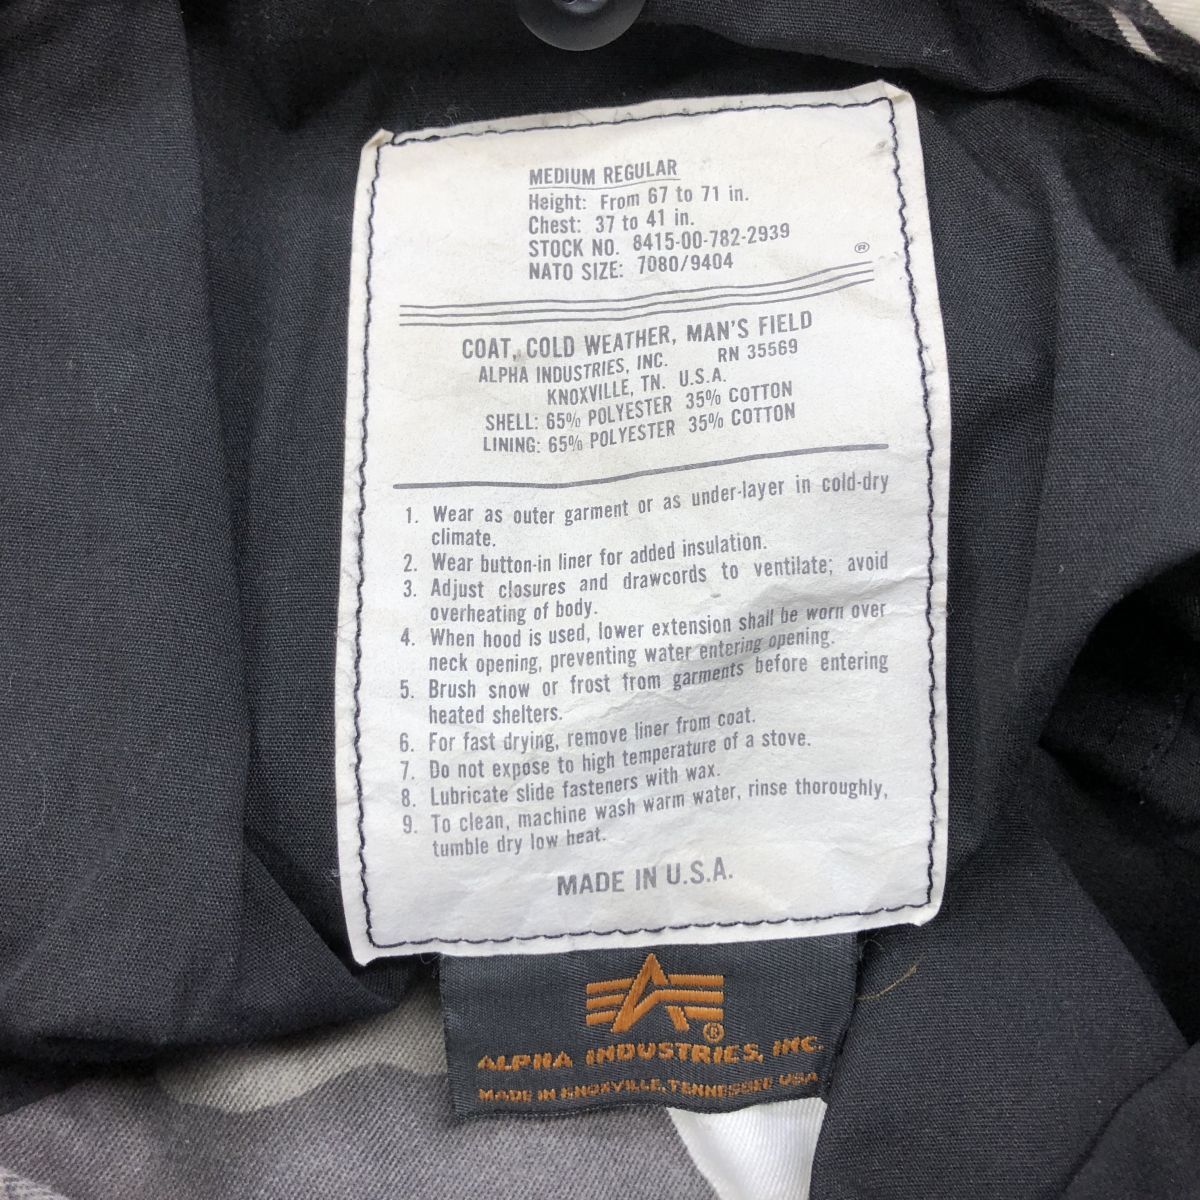 MEDIUM REGULAR
Height: From 67 to 71 in.
Chest: 37 to 41 in.
STOCK NO. 8415-00-782-2939
NATO SIZE: 7080/9404
®
COAT, COLD WEATHER, MAN'S FIELD
ALPHA INDUSTRIES, INC. RN 35569
KNOXVILLE, TN. U.S.A.
SHELL: 65% POLYESTER 35% COTTON
LINING: 65% POLYESTER 35% COTTON
1. Wear as outer garment or as under-layer in cold-dry
climate.
2. Wear button-in liner for added insulation.
3. Adjust closures and drawcords to ventilate; avoid
overheating of body.
4. When hood is used, lower extension shall be worn over
neck opening, preventing water entering opening.
5. Brush snow or frost from garments before entering
heated shelters.
6. For fast drying, remove liner from coat.
7. Do not expose to high temperature of a stove.
8. Lubricate slide fasteners with wax.
9. To clean, machine wash warm water, rinse thoroughly,
tumble dry low heat.
MADE IN U.S.A.
®
ALPHA INDUSTRIES, INC.
MADE IN KNOXVILLE, TENNESSEE USA